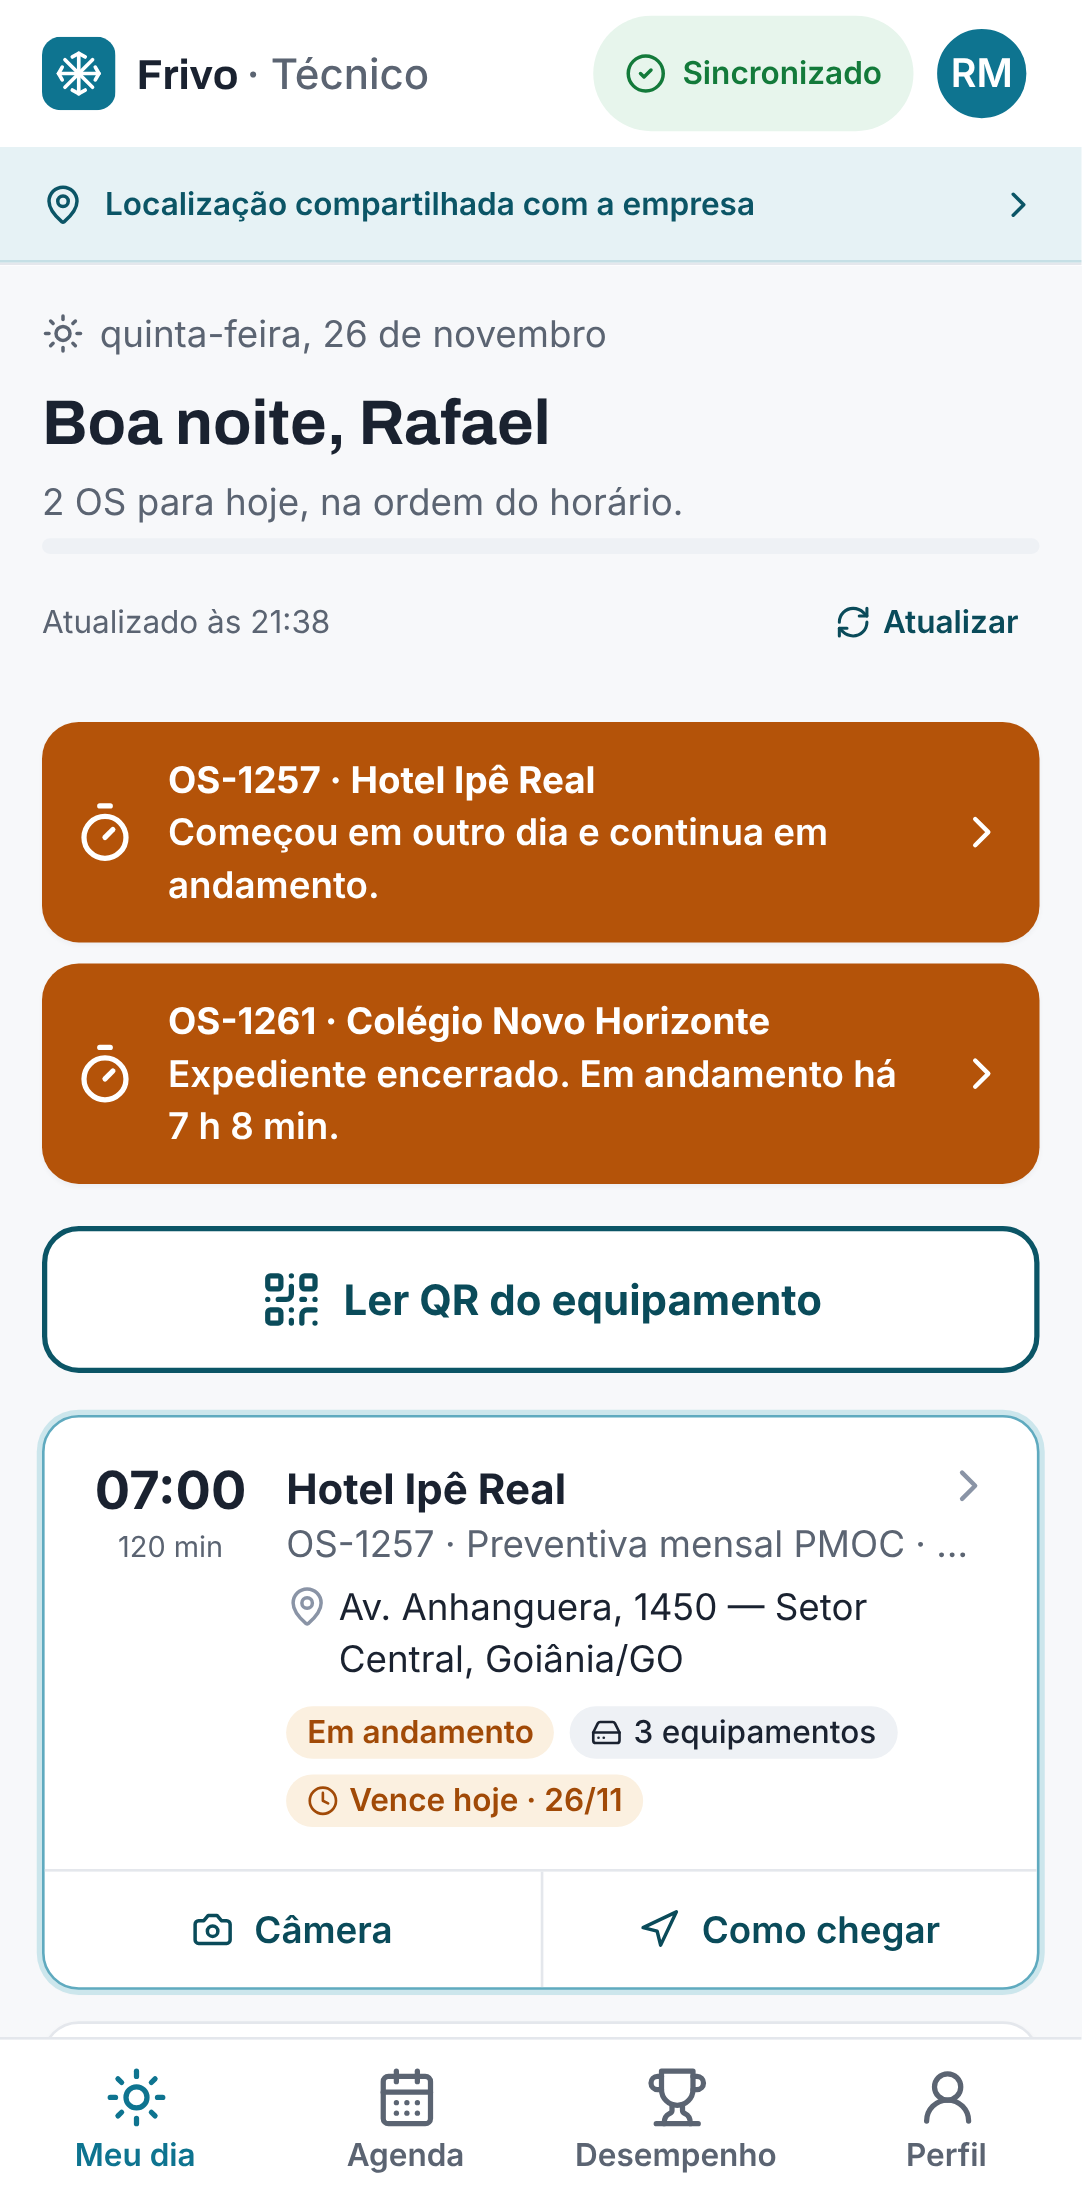 Frivo · Técnico
Sincronizado
RM
Localização compartilhada com a empresa
quinta-feira, 26 de novembro
Boa noite, Rafael
2 OS para hoje, na ordem do horário.
Atualizado às 21:38
Atualizar
OS-1257 · Hotel Ipê Real
Começou em outro dia e continua em
andamento.
OS-1261 · Colégio Novo Horizonte
Expediente encerrado. Em andamento há
7 h 8 min.
Ler QR do equipamento
07:00
120 min
Hotel Ipê Real
OS-1257 · Preventiva mensal PMOC · ...
Av. Anhanguera, 1450 — Setor
Central, Goiânia/GO
Em andamento
3 equipamentos
Vence hoje · 26/11
Câmera
Como chegar
Meu dia
Agenda
Desempenho
Perfil